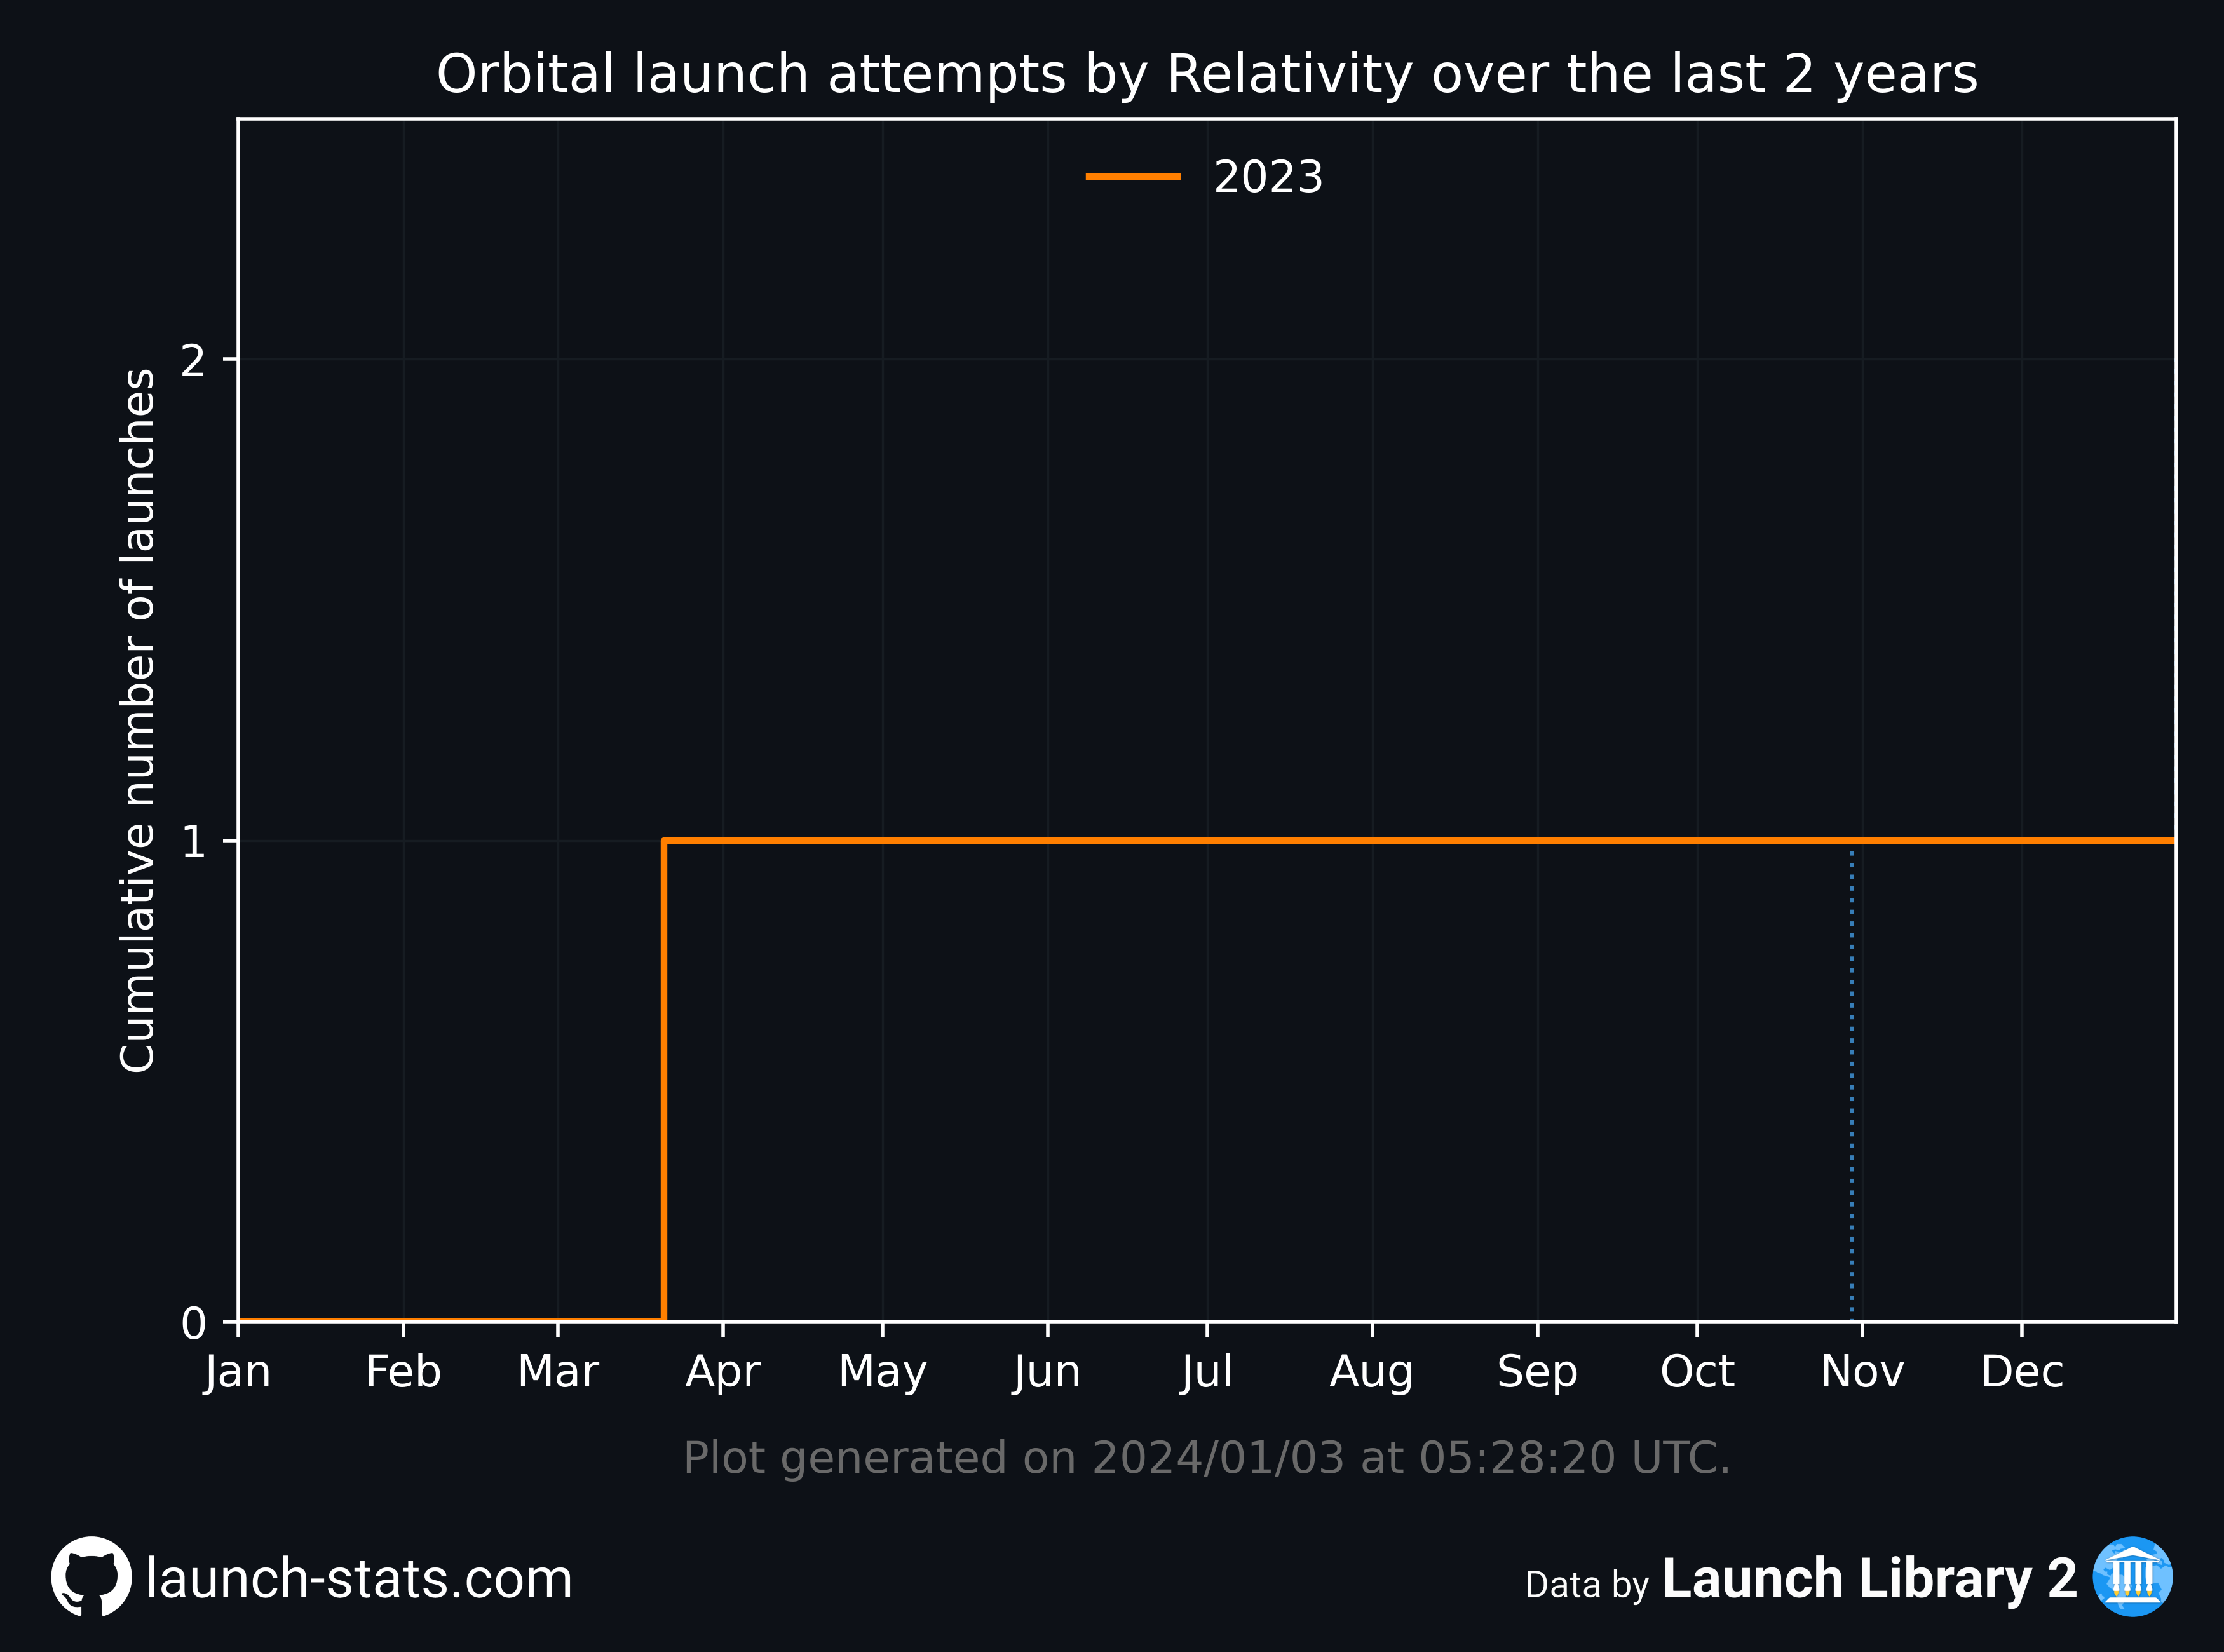 Orbital launch attempts by Relativity over the last 2 years
2023
Cumulative number of launches
2
1
0
Jan Feb Mar Apr May Jun Jul Aug Sep Oct Nov Dec
Plot generated on 2024/01/03 at 05:28:20 UTC.
launch-stats.com
Data by Launch Library 2